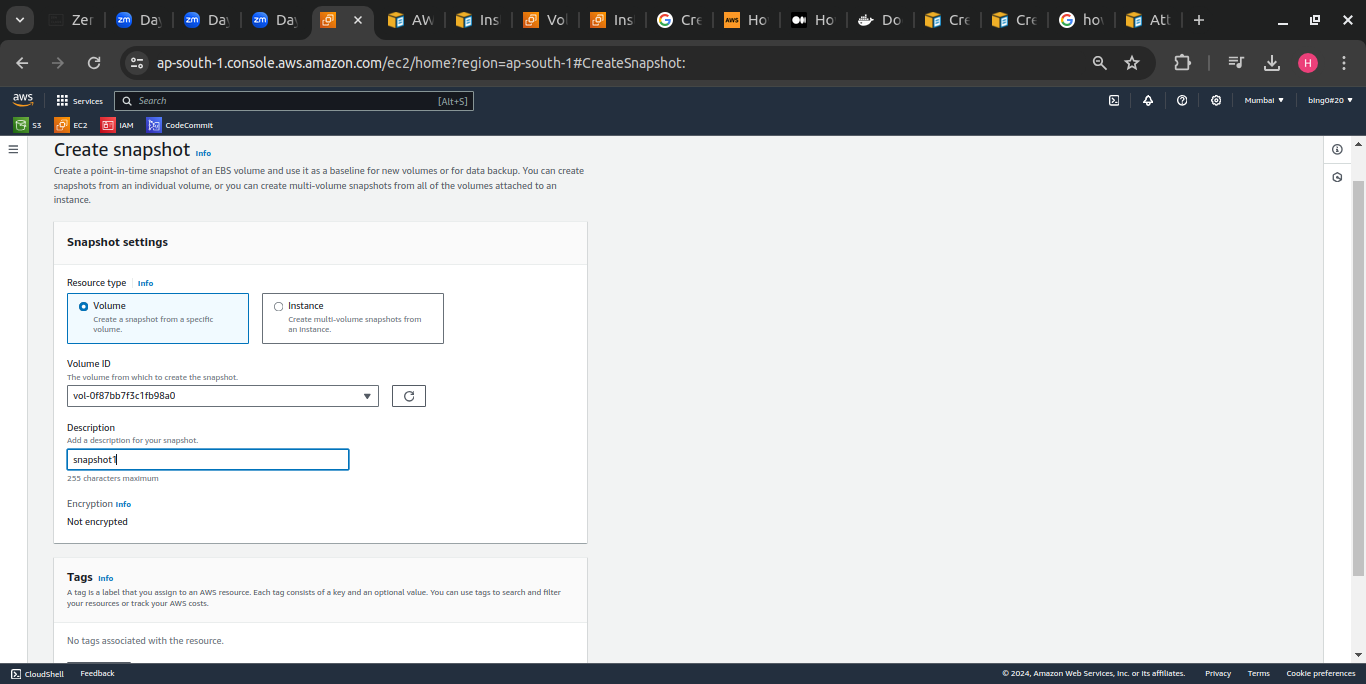 Zer
zm Day
zm Day
zm Day
AW
Ins
Vol
Ins
Cre
aws Ho
Ho
Do
Cre
Cre
how
Att
ap-south-1.console.aws.amazon.com/ec2/home?region=ap-south-1#CreateSnapshot:
H
aws
Services
Search
[Alt+S]
Mumbai
bing0#20
S3
EC2
IAM
CodeCommit
Create snapshot Info
Create a point-in-time snapshot of an EBS volume and use it as a baseline for new volumes or for data backup. You can create
snapshots from an individual volume, or you can create multi-volume snapshots from all of the volumes attached to an
instance.
Snapshot settings
Resource type Info
Volume
Create a snapshot from a specific
volume.
Instance
Create multi-volume snapshots from
an instance.
Volume ID
The volume from which to create the snapshot.
vol-0f87bb7f3c1fb98a0
Description
Add a description for your snapshot.
snapshot1
255 characters maximum
Encryption Info
Not encrypted
Tags Info
A tag is a label that you assign to an AWS resource. Each tag consists of a key and an optional value. You can use tags to search and filter
your resources or track your AWS costs.
No tags associated with the resource.
CloudShell
Feedback
© 2024, Amazon Web Services, Inc. or its affiliates.
Privacy
Terms
Cookie preferences